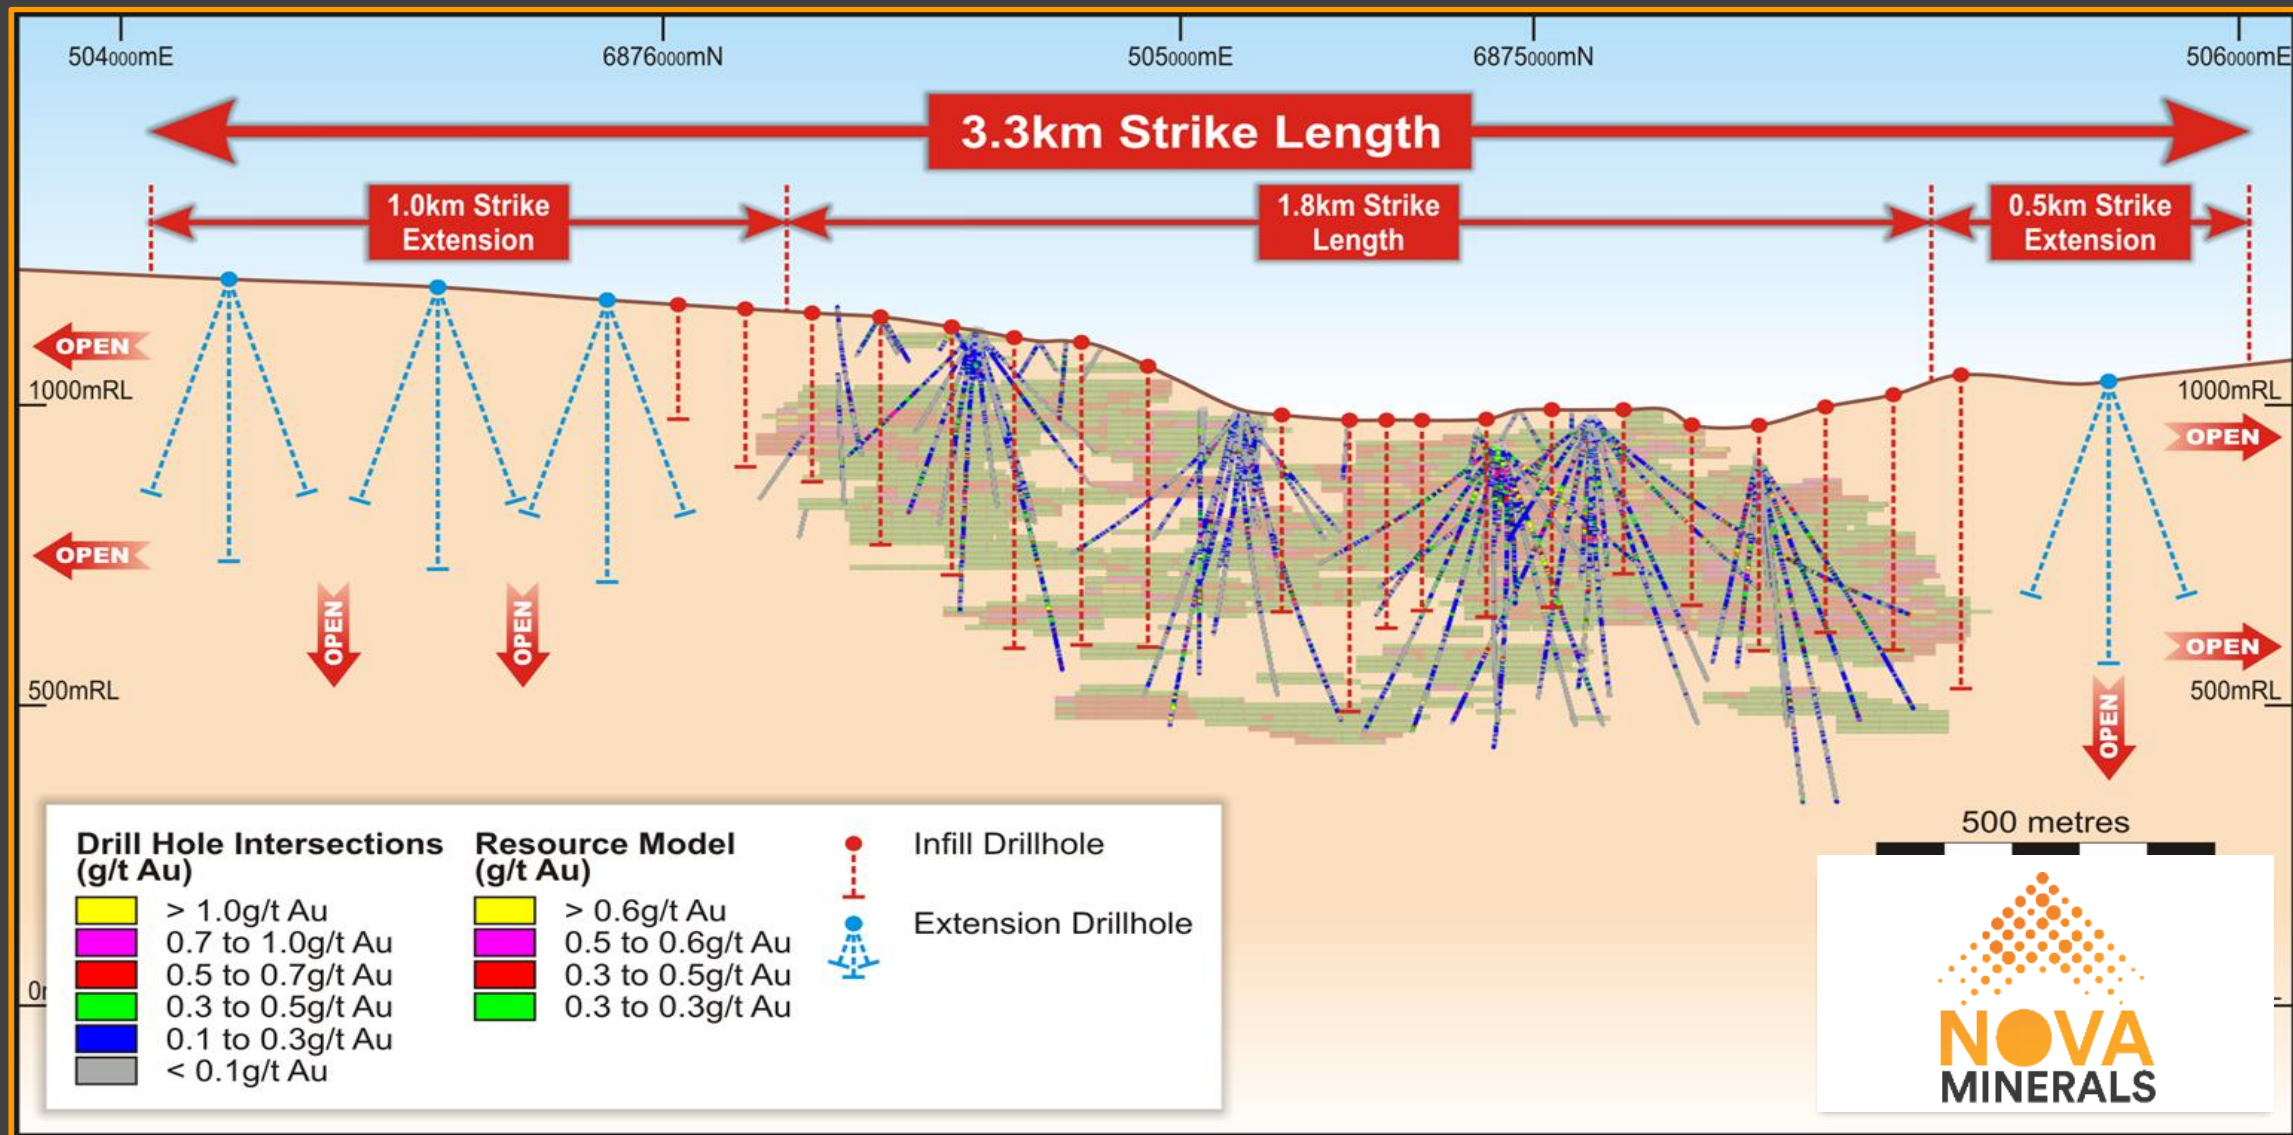 504000mE
6876000mN
505000mE
6875000mN
506000mE
3.3km Strike Length
1.0km Strike
Extension
1.8km Strike
Length
0.5km Strike
Extension
OPEN
1000mRL
1000mRL
OPEN
OPEN
OPEN
OPEN
OPEN
500mRL
500mRL
OPEN
Drill Hole Intersections
(g/t Au)
> 1.0g/t Au
0.7 to 1.0g/t Au
0.5 to 0.7g/t Au
0.3 to 0.5g/t Au
0.1 to 0.3g/t Au
< 0.1g/t Au
Resource Model
(g/t Au)
> 0.6g/t Au
0.5 to 0.6g/t Au
0.3 to 0.5g/t Au
0.3 to 0.3g/t Au
Infill Drillhole
Extension Drillhole
500 metres
NOVA
MINERALS